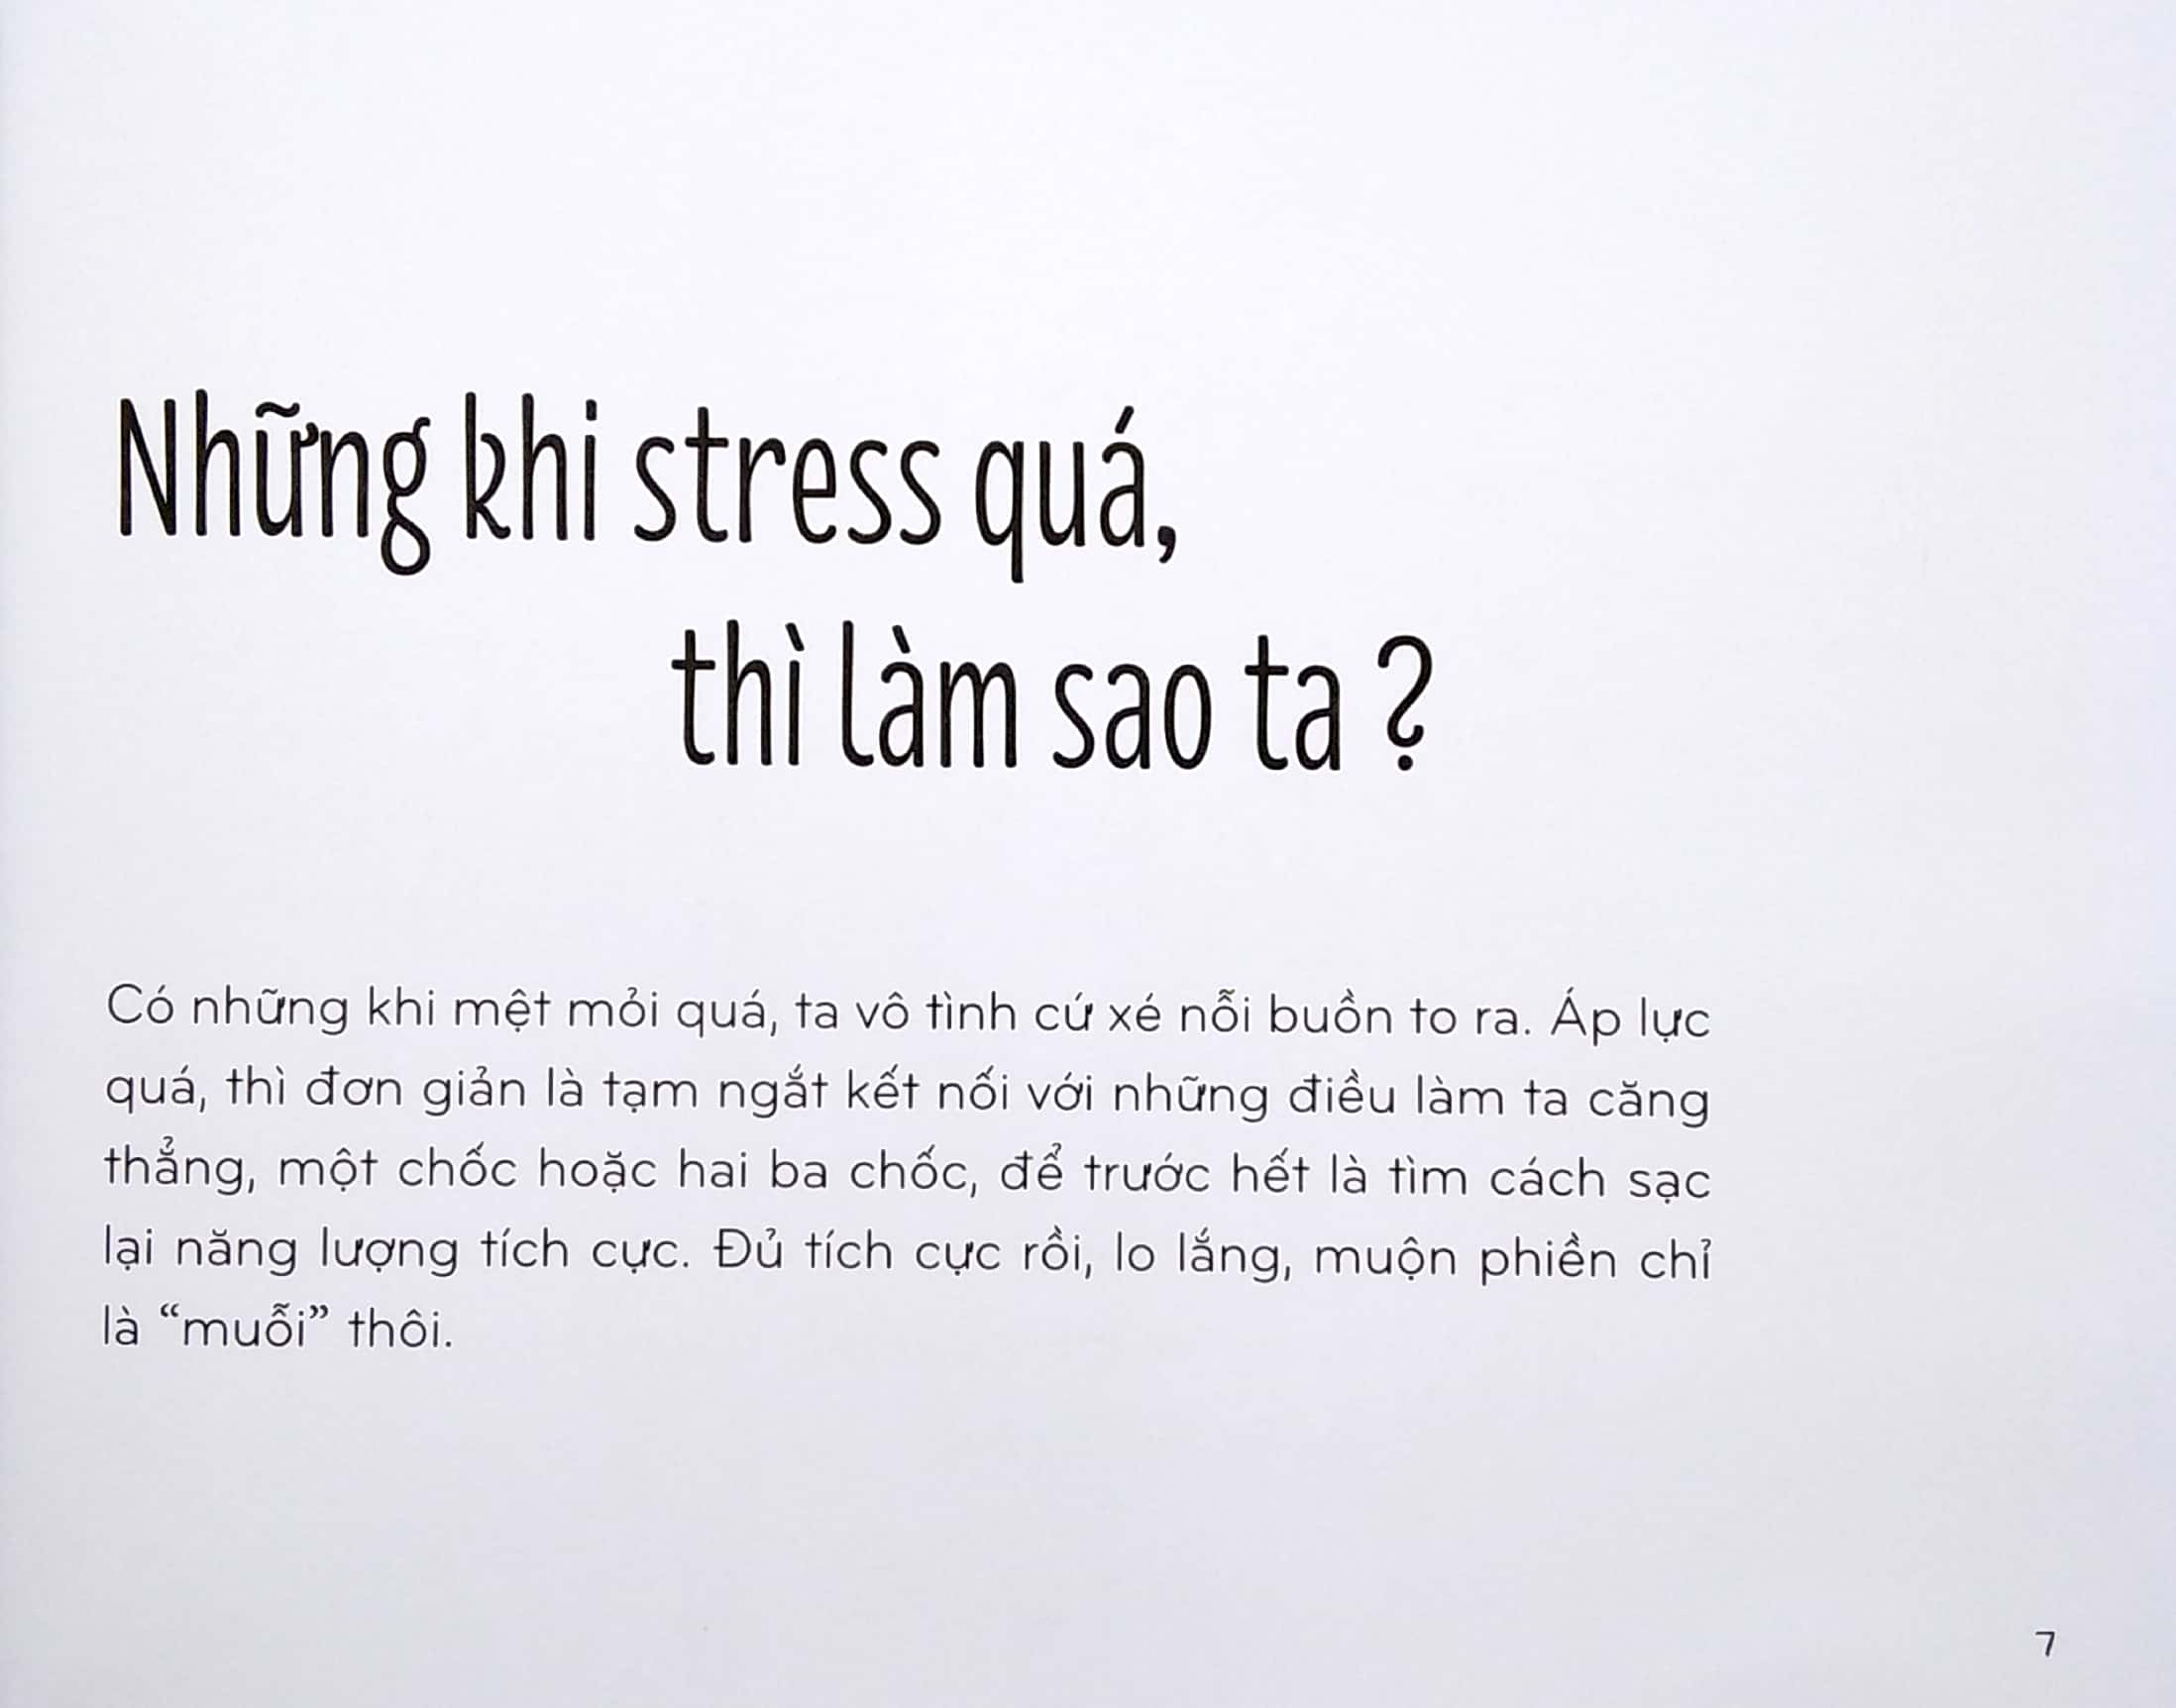 Những khi stress quá,
thì làm sao ta ?
Có những khi mệt mỏi quá, ta vô tình cứ xé nỗi buồn to ra. Áp lực
quá, thì đơn giản là tạm ngắt kết nối với những điều làm ta căng
thẳng, một chốc hoặc hai ba chốc, để trước hết là tìm cách sạc
lại năng lượng tích cực. Đủ tích cực rồi, lo lắng, muộn phiền chỉ
là “muỗi” thôi.
7